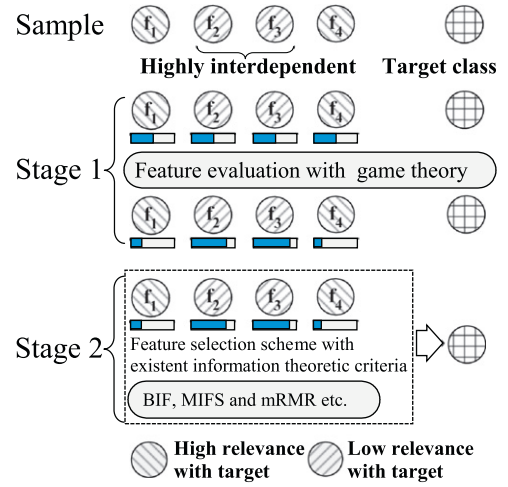 Sample f1 f2 f3 f4
Highly interdependent Target class
f1 f2 f3 f4
Stage 1
Feature evaluation with game theory
f1 f2 f3 f4
f1 f2 f3 f4
Stage 2
Feature selection scheme with
existent information theoretic criteria
BIF, MIFS and mRMR etc.
High relevance Low relevance
with target with target